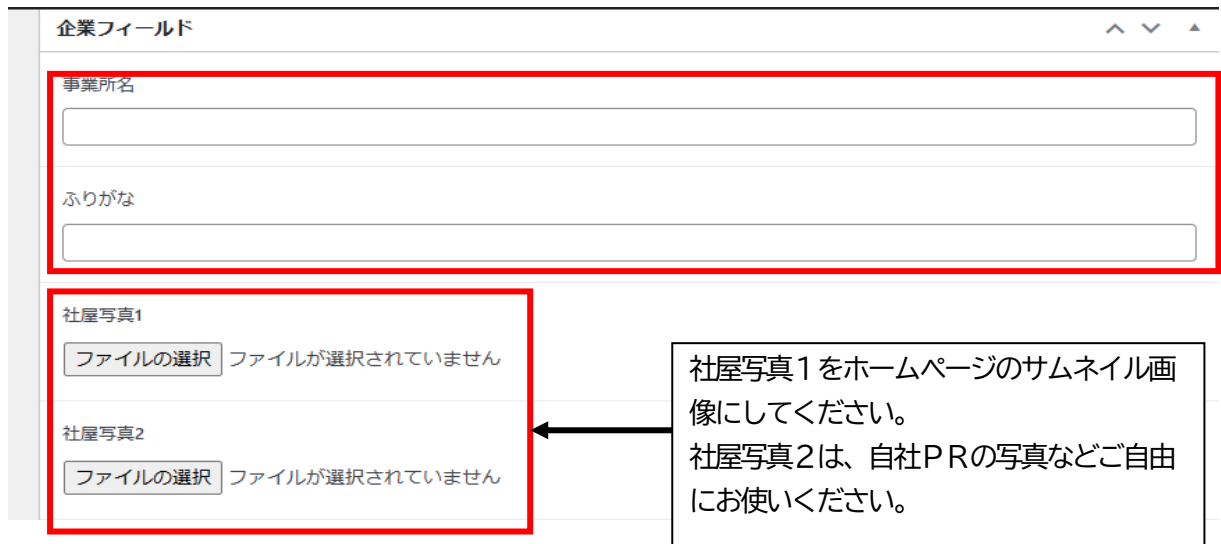 企業フィールド
事業所名
ふりがな
社屋写真1
ファイルの選択 ファイルが選択されていません
社屋写真2
ファイルの選択 ファイルが選択されていません
社屋写真１をホームページのサムネイル画
像にしてください。
社屋写真２は、自社ＰＲの写真などご自由
にお使いください。